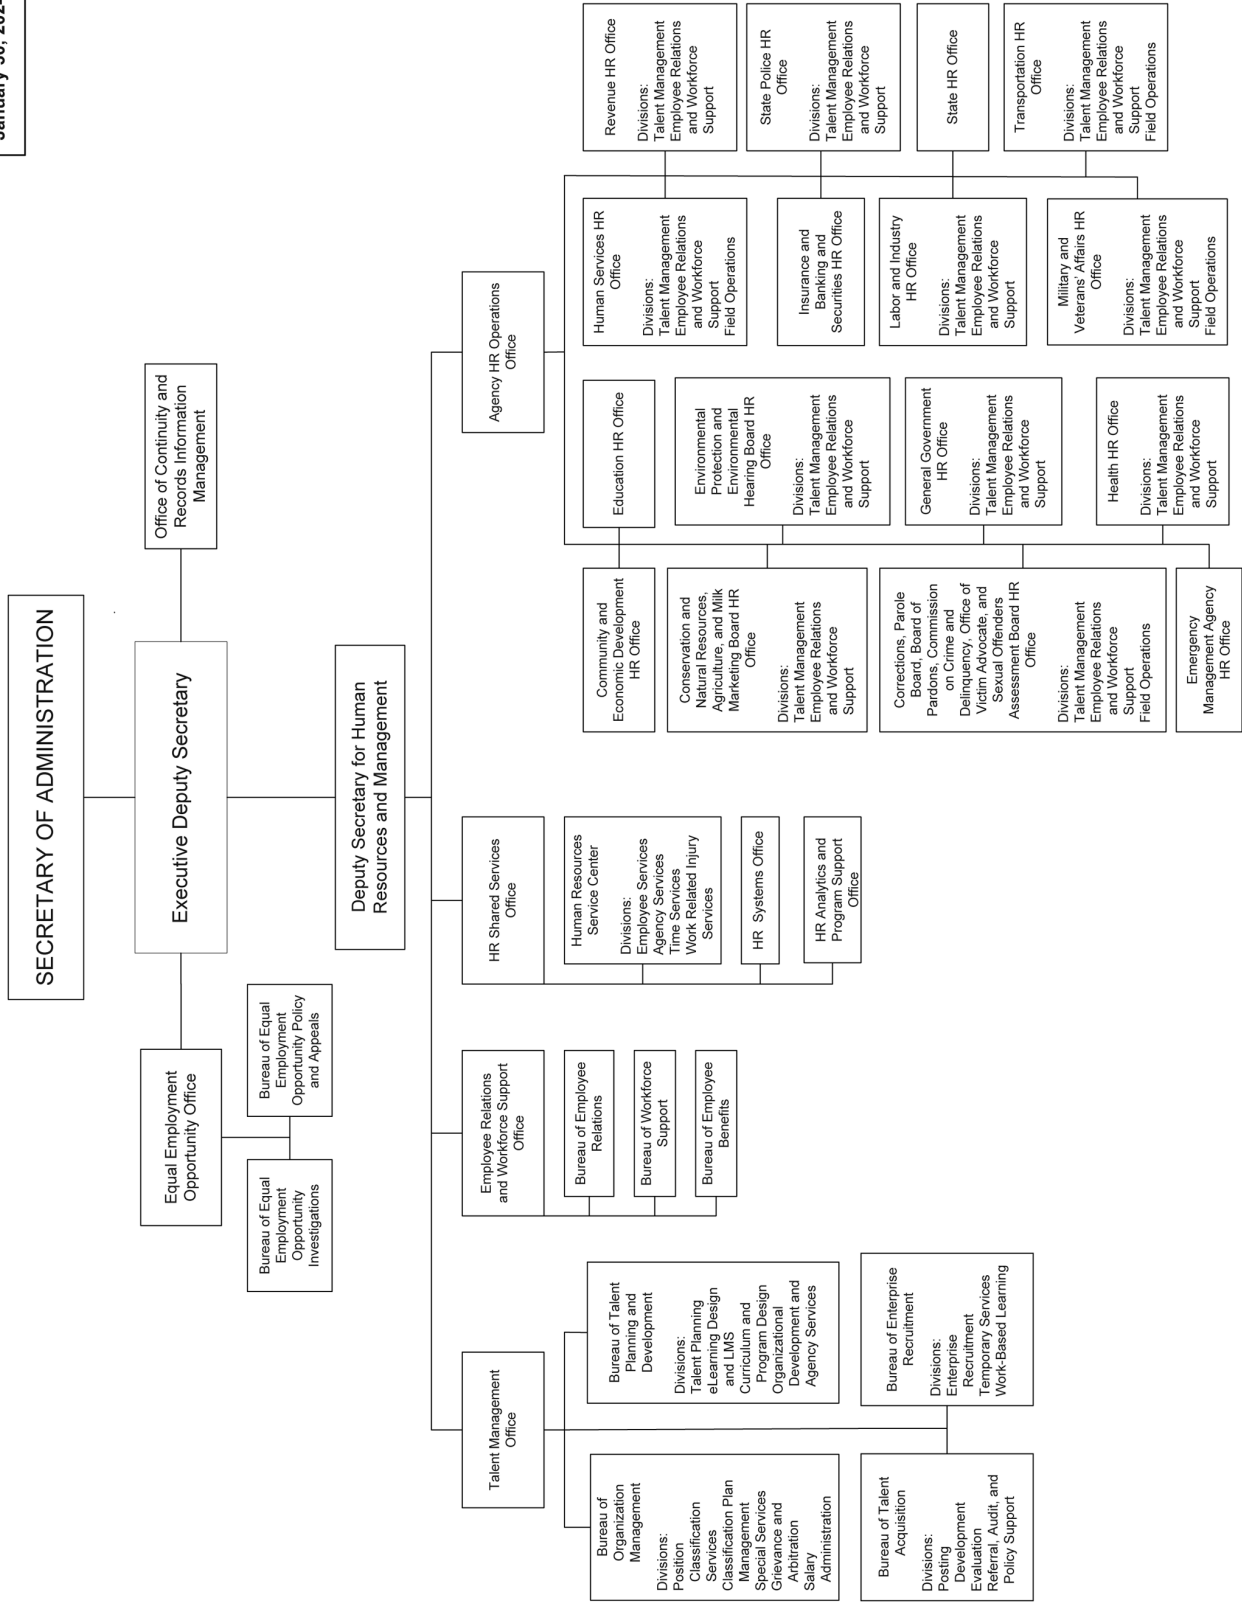 January 30, 202
SECRETARY OF ADMINISTRATION
Executive Deputy Secretary
Equal Employment
Opportunity Office
Bureau of Equal
Employment
Opportunity
Investigations
Bureau of Equal
Employment
Opportunity Policy
and Appeals
Office of Continuity and
Records Information
Management
Deputy Secretary for Human
Resources and Management
Talent Management
Office
Bureau of
Organization
Management
Divisions:
Position
Classification
Services
Classification Plan
Management
Special Services
Grievance and
Arbitration
Salary
Administration
Bureau of Talent
Planning and
Development
Divisions:
Talent Planning
eLearning Design
and LMS
Curriculum and
Program Design
Organizational
Development and
Agency Services
Bureau of Talent
Acquisition
Divisions:
Posting
Development
Evaluation
Referral, Audit, and
Policy Support
Bureau of Enterprise
Recruitment
Divisions:
Enterprise
Recruitment
Temporary Services
Work-Based Learning
Employee Relations
and Workforce Support
Office
Bureau of Employee
Relations
Bureau of Workforce
Support
Bureau of Employee
Benefits
HR Shared Services
Office
Human Resources
Service Center
Divisions:
Employee Services
Agency Services
Time Services
Work Related Injury
Services
HR Systems Office
HR Analytics and
Program Support
Office
Agency HR Operations
Office
Community and
Economic Development
HR Office
Education HR Office
Conservation and
Natural Resources,
Agriculture, and Milk
Marketing Board HR
Office
Divisions:
Talent Management
Employee Relations
and Workforce
Support
Environmental
Protection and
Environmental
Hearing Board HR
Office
Divisions:
Talent Management
Employee Relations
and Workforce
Support
Corrections, Parole
Board, Board of
Pardons, Commission
on Crime and
Delinquency, Office of
Victim Advocate, and
Sexual Offenders
Assessment Board HR
Office
Divisions:
Talent Management
Employee Relations
and Workforce
Support
Field Operations
General Government
HR Office
Divisions:
Talent Management
Employee Relations
and Workforce
Support
Emergency
Management Agency
HR Office
Health HR Office
Divisions:
Talent Management
Employee Relations
and Workforce
Support
Human Services HR
Office
Divisions:
Talent Management
Employee Relations
and Workforce
Support
Field Operations
Revenue HR Office
Divisions:
Talent Management
Employee Relations
and Workforce
Support
Insurance and
Banking and
Securities HR Office
State Police HR
Office
Divisions:
Talent Management
Employee Relations
and Workforce
Support
Labor and Industry
HR Office
Divisions:
Talent Management
Employee Relations
and Workforce
Support
State HR Office
Military and
Veterans' Affairs HR
Office
Divisions:
Talent Management
Employee Relations
and Workforce
Support
Field Operations
Transportation HR
Office
Divisions:
Talent Management
Employee Relations
and Workforce
Support
Field Operations